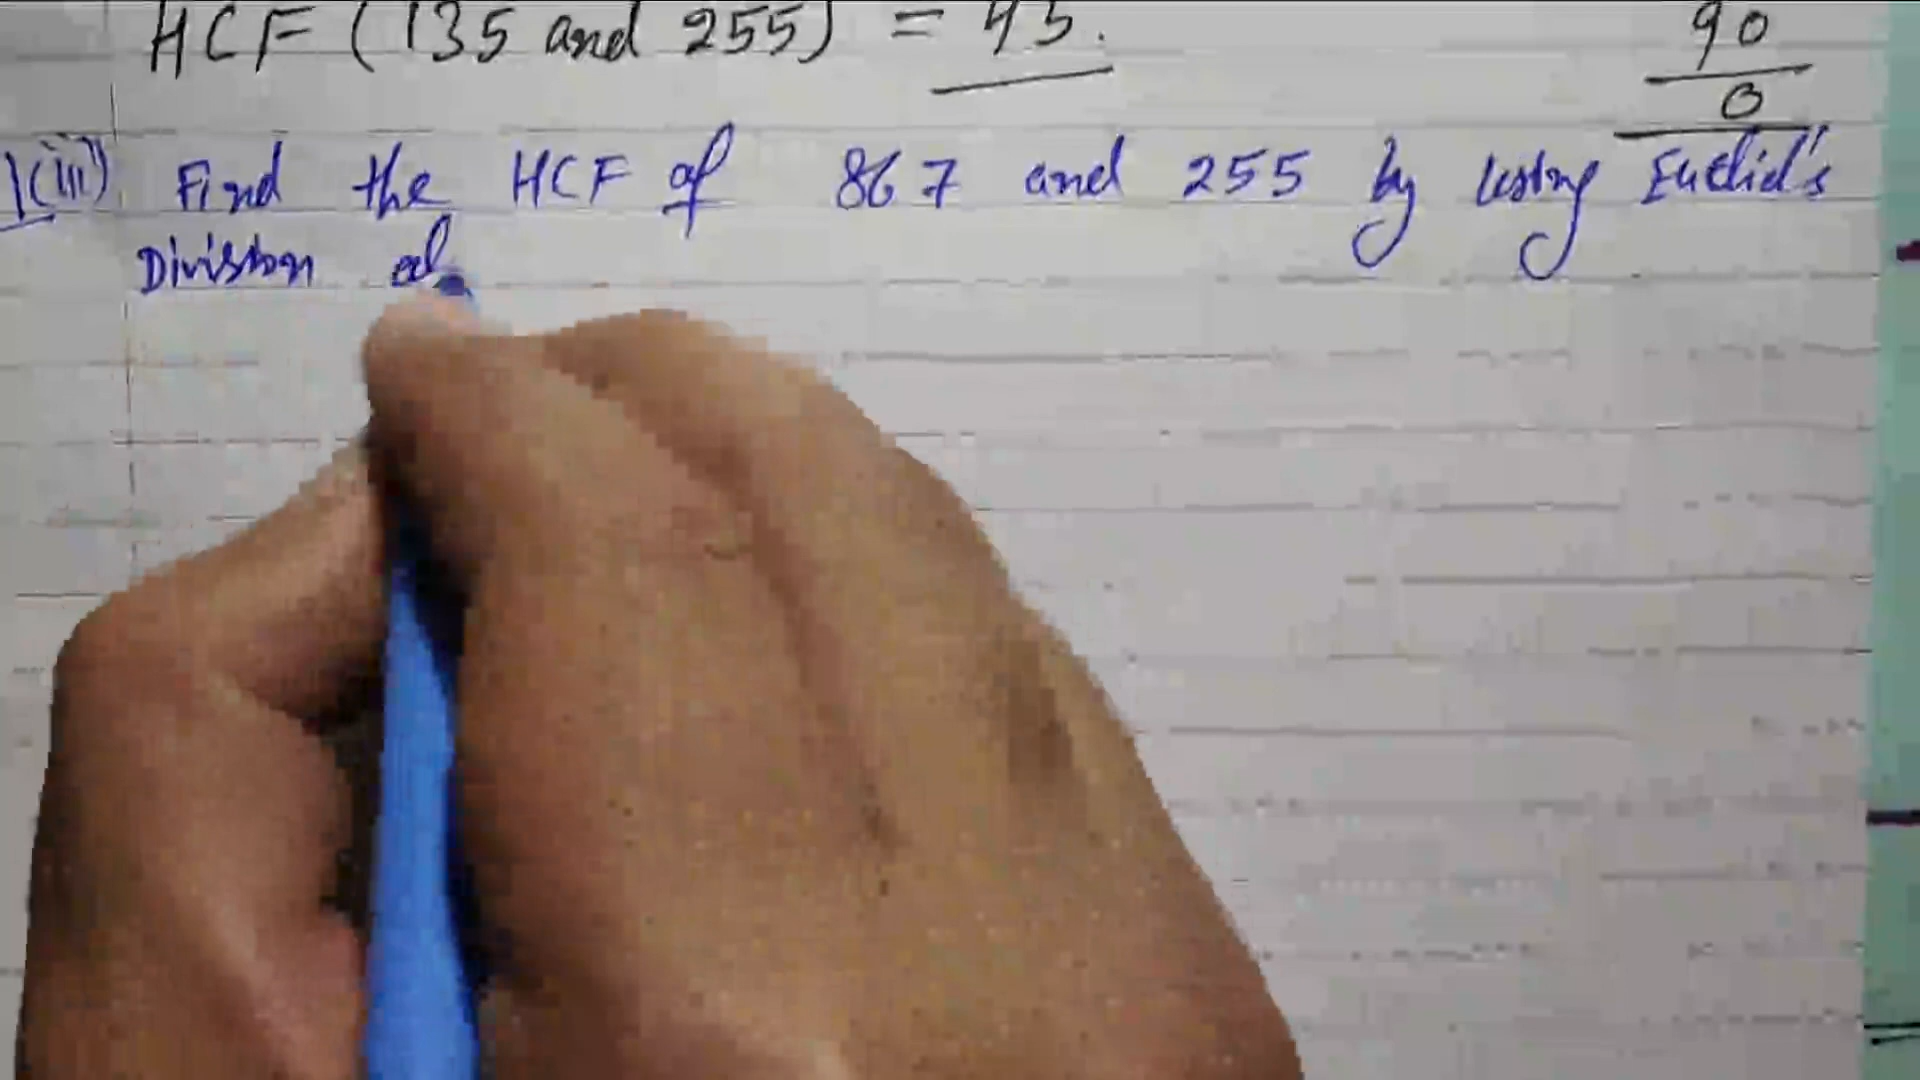 HCF (135 and 255) = 45.
90
0
1(iii) Find the HCF of 867 and 255 by using Euclid's
Division al